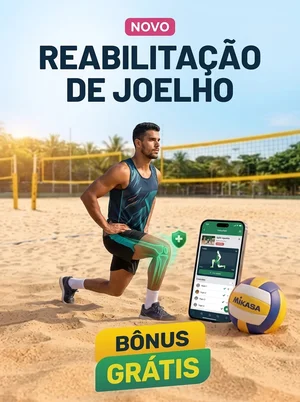 NOVO
REABILITAÇÃO
DE JOELHO
MIKASA
BÔNUS
GRÁTIS